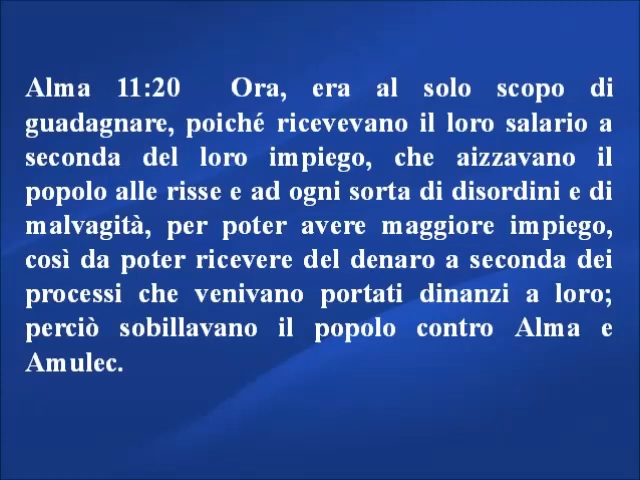 Alma 11:20 Ora, era al solo scopo di
guadagnare, poiché ricevevano il loro salario a
seconda del loro impiego, che aizzavano il
popolo alle risse e ad ogni sorta di disordini e di
malvagità, per poter avere maggiore impiego,
così da poter ricevere del denaro a seconda dei
processi che venivano portati dinanzi a loro;
perciò sobillavano il popolo contro Alma e
Amulec.